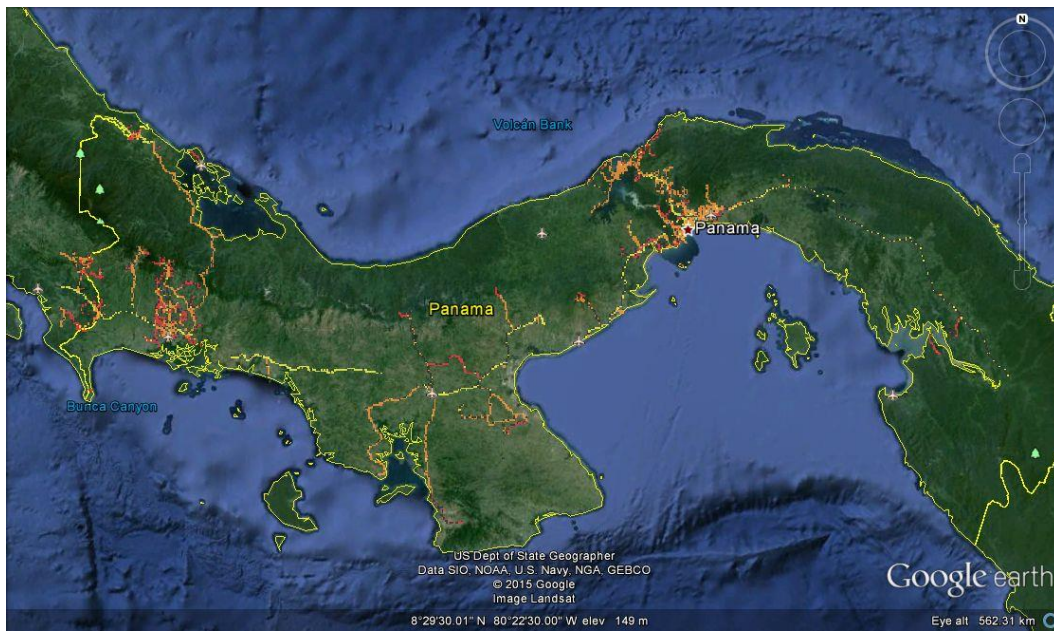 N
Volcán Bank
Panama
Panama
Bunca Canyon
US Dept of State Geographer
Data SIO, NOAA, U.S. Navy, NGA, GEBCO
© 2015 Google
Image Landsat
Google earth
8°29'30.01" N 80°22'30.00" W elev 149 m
Eye alt 562.31 km